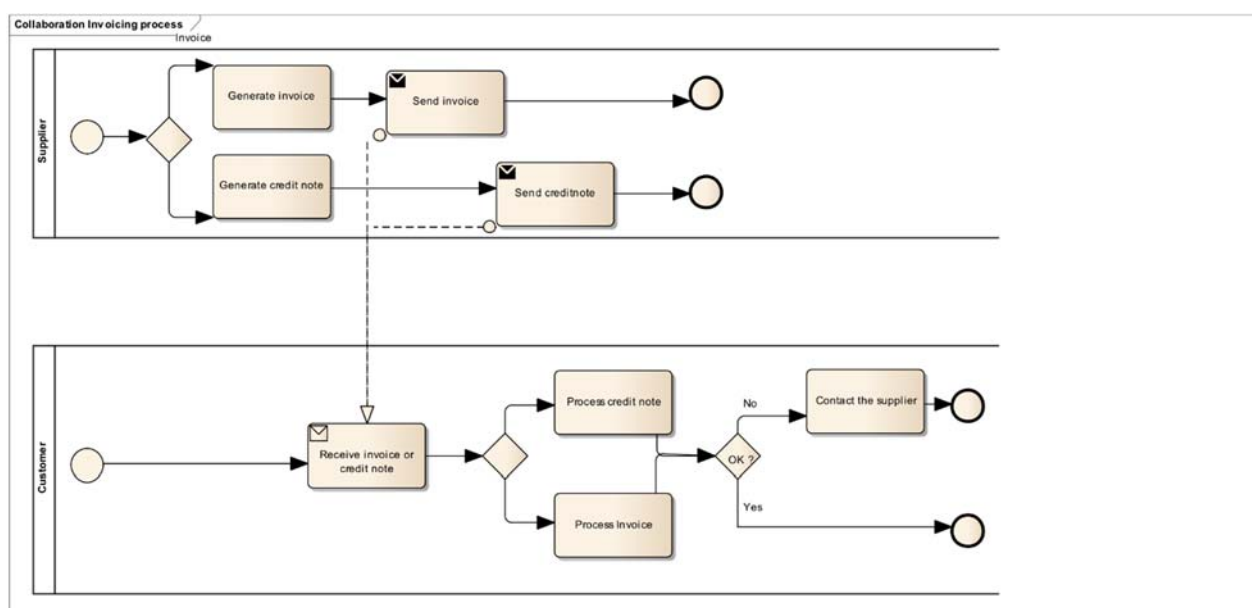 Collaboration Invoicing process
Invoice
Supplier
Generate invoice
Send invoice
Generate credit note
Send creditnote
Customer
Receive invoice or
credit note
Process credit note
Process Invoice
OK ?
No
Yes
Contact the supplier